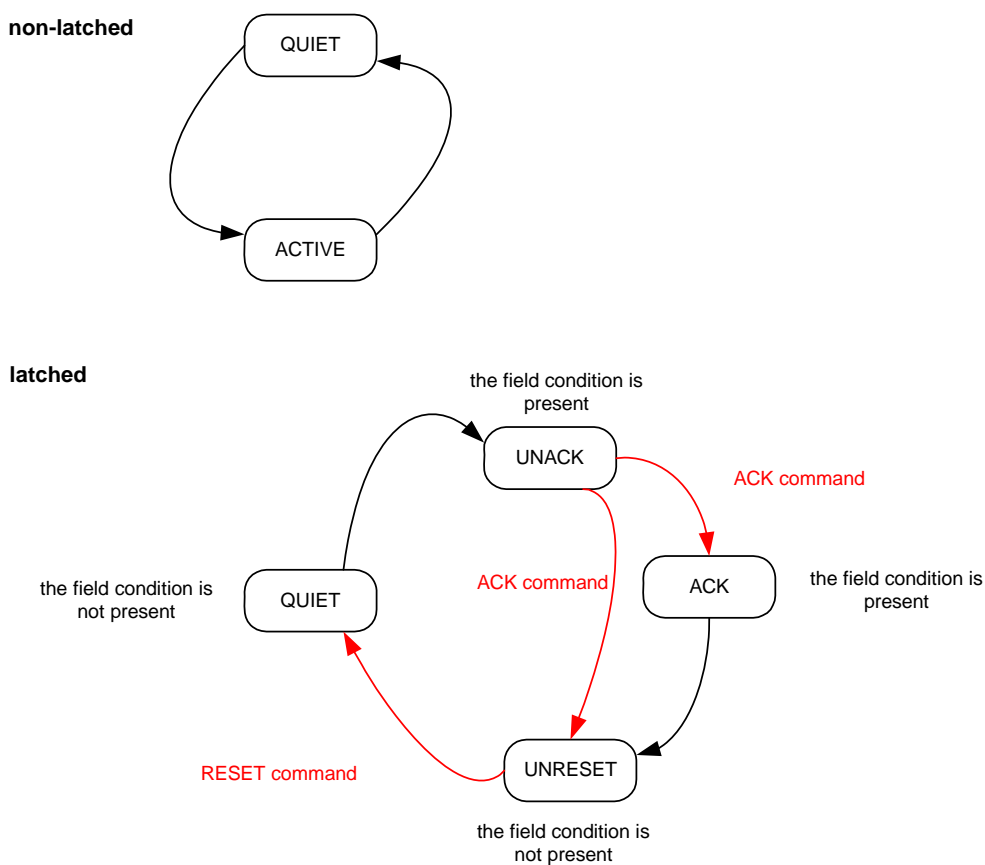 non-latched
QUIET
ACTIVE
latched
the field condition is
present
UNACK
ACK command
the field condition is
not present
QUIET
ACK command
ACK
the field condition is
present
RESET command
UNRESET
the field condition is
not present